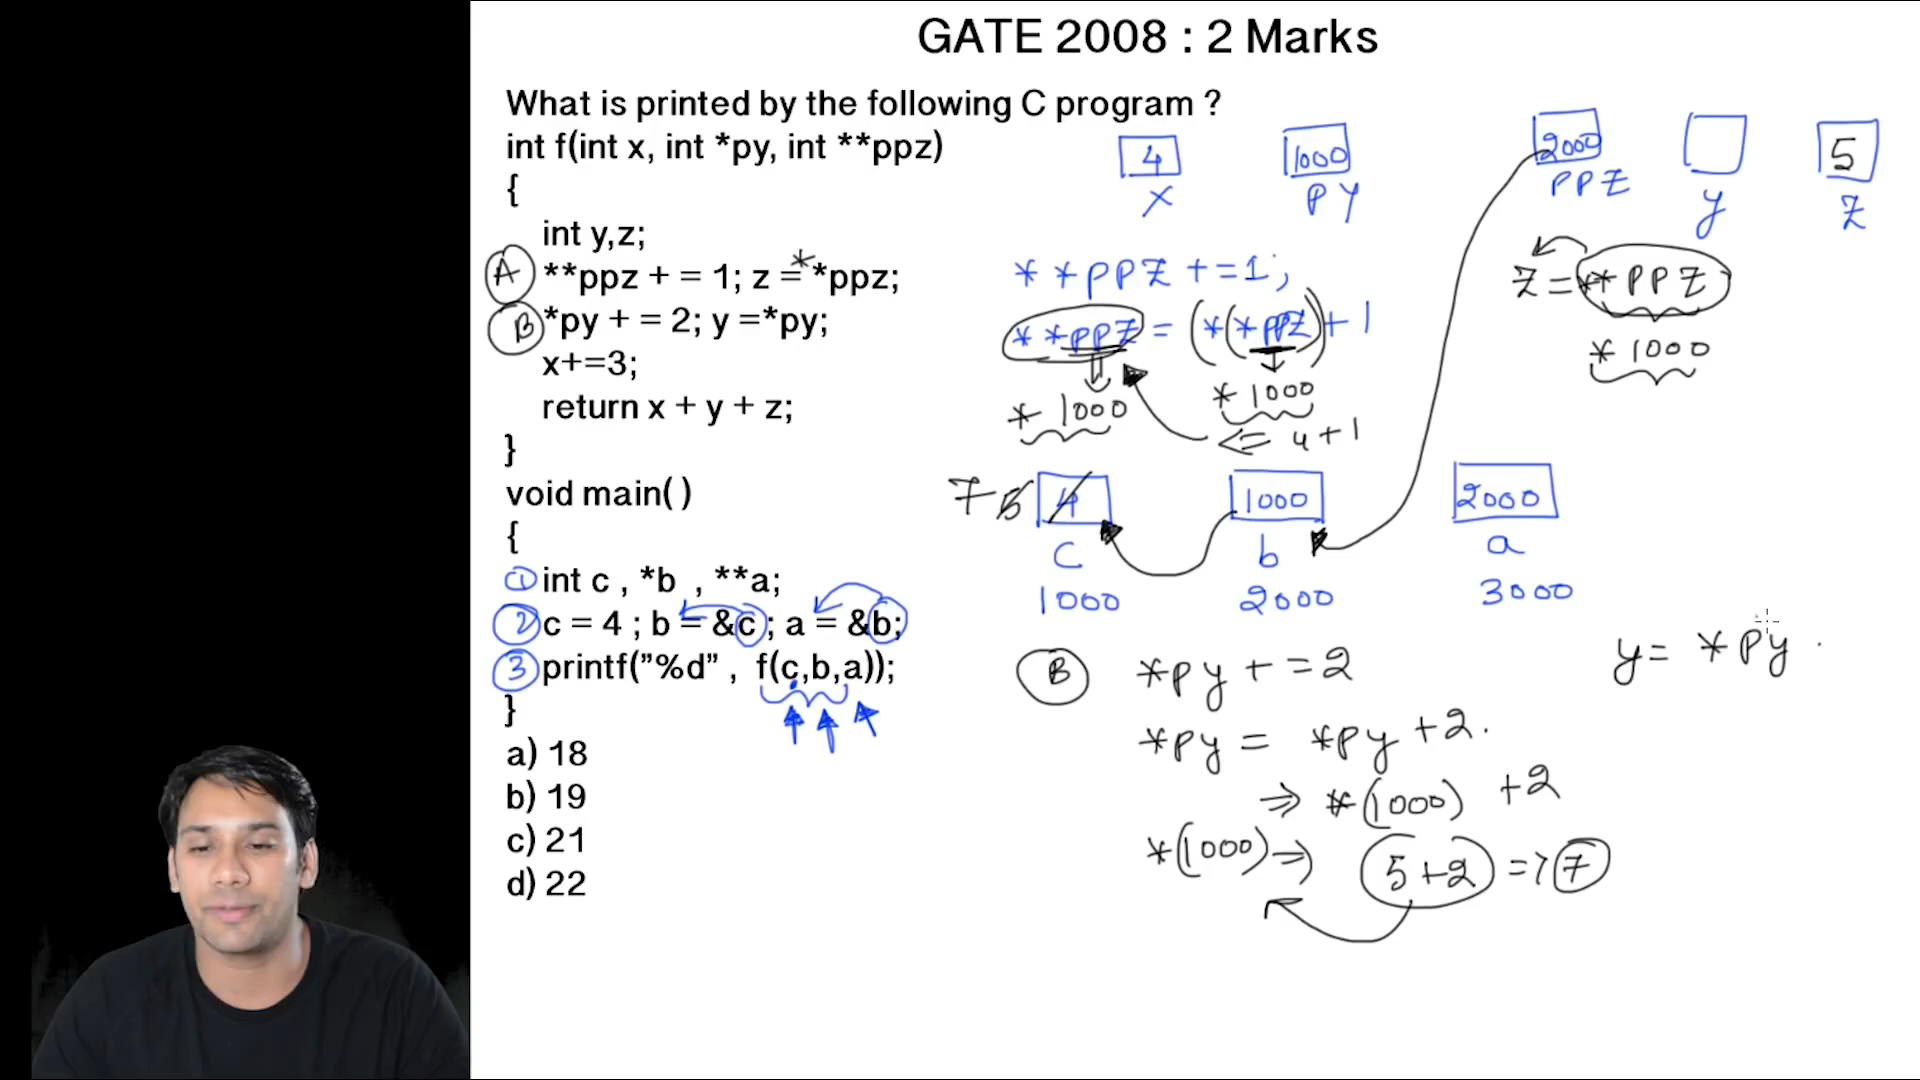 GATE 2008 : 2 Marks
What is printed by the following C program ?
int f(int x, int *py, int **ppz)
{
int y,z;
A **ppz + = 1; z = **ppz;
B *py + = 2; y =*py;
x+=3;
return x + y + z;
}
void main( )
{
1 int c , *b , **a;
2 c = 4 ; b = &c ; a = &b;
3 printf("%d" , f(c,b,a));
}
a) 18
b) 19
c) 21
d) 22
4 1000 2000 5
X PY PPZ y Z
**PPZ +=1;
**PPZ = (*(*PPZ)) + 1
* 1000 * 1000
<= 4+1
Z = **PPZ
* 1000
7 5 4 1000 2000
C b a
1000 2000 3000
B *py + = 2
*py = *py +2.
=> *(1000) +2
*(1000) => 5+2 => 7
y = *py .